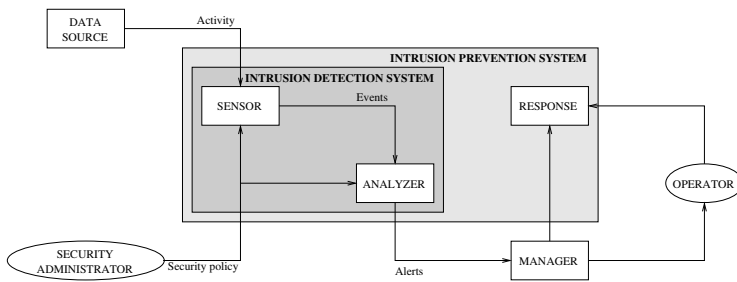 DATA
SOURCE
Activity
INTRUSION PREVENTION SYSTEM
INTRUSION DETECTION SYSTEM
SENSOR
Events
RESPONSE
ANALYZER
OPERATOR
SECURITY
ADMINISTRATOR
Security policy
Alerts
MANAGER